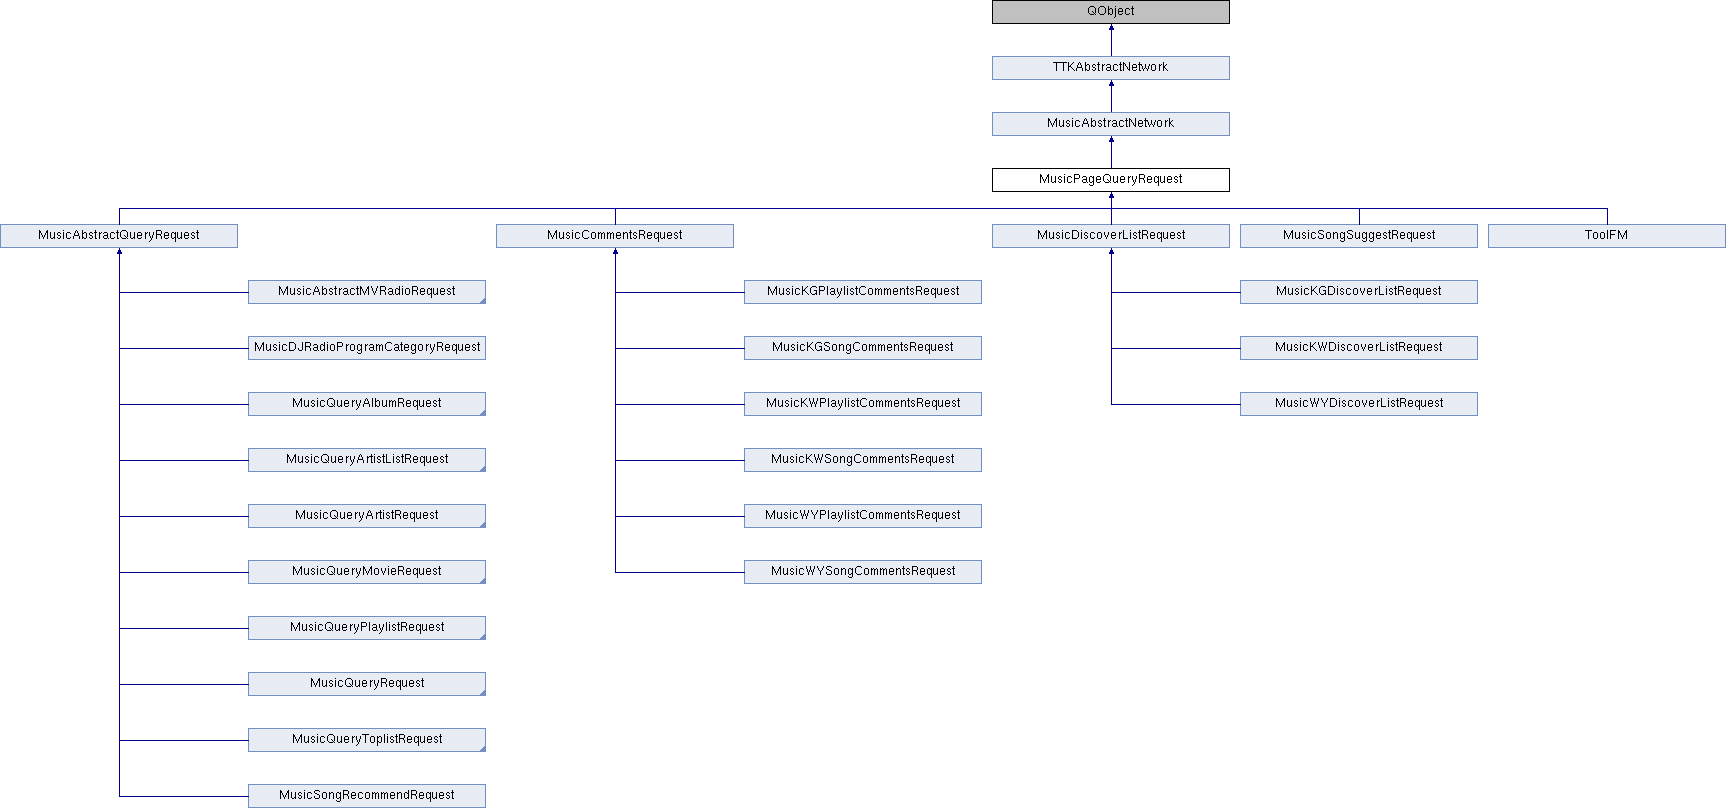 QObject
TTKAbstractNetwork
MusicAbstractNetwork
MusicPageQueryRequest
MusicAbstractQueryRequest
MusicCommentsRequest
MusicDiscoverListRequest
MusicSongSuggestRequest
ToolFM
MusicAbstractMVRadioRequest
MusicKGPlaylistCommentsRequest
MusicKGDiscoverListRequest
MusicDJRadioProgramCategoryRequest
MusicKGSongCommentsRequest
MusicKWDiscoverListRequest
MusicQueryAlbumRequest
MusicKWPlaylistCommentsRequest
MusicWYDiscoverListRequest
MusicQueryArtistListRequest
MusicKWSongCommentsRequest
MusicQueryArtistRequest
MusicWYPlaylistCommentsRequest
MusicQueryMovieRequest
MusicWYSongCommentsRequest
MusicQueryPlaylistRequest
MusicQueryRequest
MusicQueryToplistRequest
MusicSongRecommendRequest